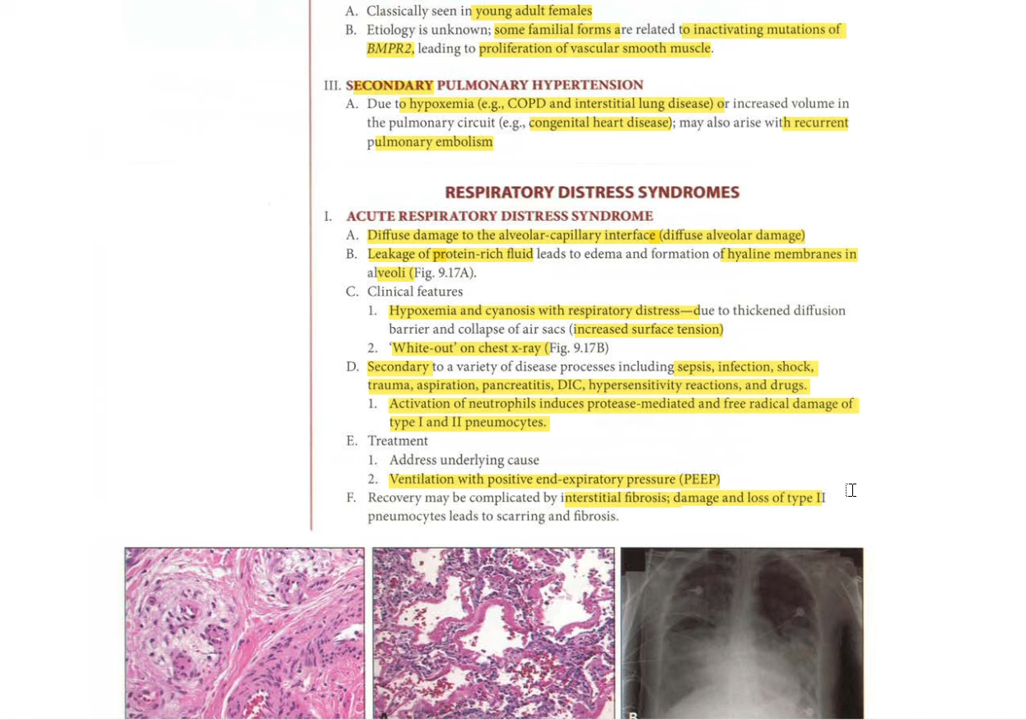 A. Classically seen in young adult females
B. Etiology is unknown; some familial forms are related to inactivating mutations of
BMPR2, leading to proliferation of vascular smooth muscle.
III. SECONDARY PULMONARY HYPERTENSION
A. Due to hypoxemia (e.g., COPD and interstitial lung disease) or increased volume in
the pulmonary circuit (e.g., congenital heart disease); may also arise with recurrent
pulmonary embolism
RESPIRATORY DISTRESS SYNDROMES
I. ACUTE RESPIRATORY DISTRESS SYNDROME
A. Diffuse damage to the alveolar-capillary interface (diffuse alveolar damage)
B. Leakage of protein-rich fluid leads to edema and formation of hyaline membranes in
alveoli (Fig. 9.17A).
C. Clinical features
1. Hypoxemia and cyanosis with respiratory distress—due to thickened diffusion
barrier and collapse of air sacs (increased surface tension)
2. 'White-out' on chest x-ray (Fig. 9.17B)
D. Secondary to a variety of disease processes including sepsis, infection, shock,
trauma, aspiration, pancreatitis, DIC, hypersensitivity reactions, and drugs.
1. Activation of neutrophils induces protease-mediated and free radical damage of
type I and II pneumocytes.
E. Treatment
1. Address underlying cause
2. Ventilation with positive end-expiratory pressure (PEEP)
F. Recovery may be complicated by interstitial fibrosis; damage and loss of type II
pneumocytes leads to scarring and fibrosis.
A
B